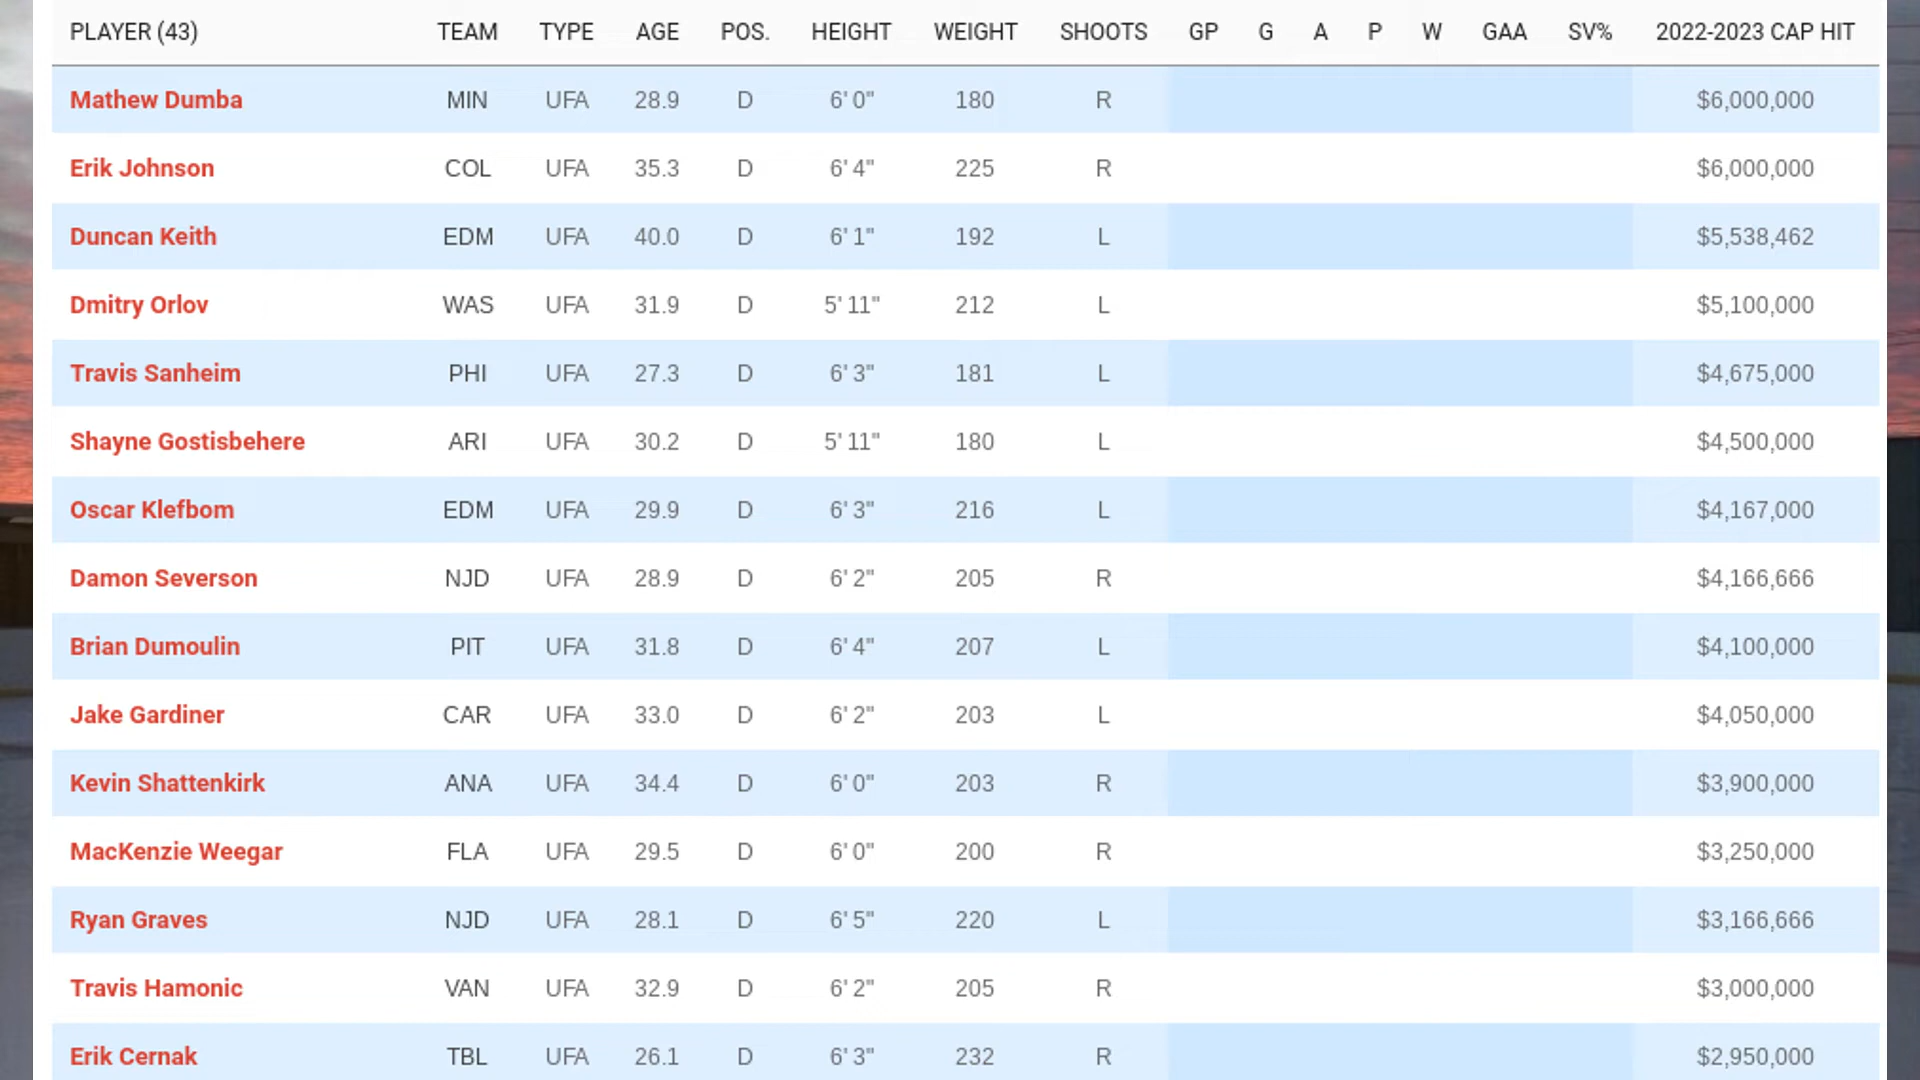 PLAYER (43) TEAM TYPE AGE POS. HEIGHT WEIGHT SHOOTS GP G A P W GAA SV% 2022-2023 CAP HIT
Mathew Dumba MIN UFA 28.9 D 6' 0" 180 R $6,000,000
Erik Johnson COL UFA 35.3 D 6' 4" 225 R $6,000,000
Duncan Keith EDM UFA 40.0 D 6' 1" 192 L $5,538,462
Dmitry Orlov WAS UFA 31.9 D 5' 11" 212 L $5,100,000
Travis Sanheim PHI UFA 27.3 D 6' 3" 181 L $4,675,000
Shayne Gostisbehere ARI UFA 30.2 D 5' 11" 180 L $4,500,000
Oscar Klefbom EDM UFA 29.9 D 6' 3" 216 L $4,167,000
Damon Severson NJD UFA 28.9 D 6' 2" 205 R $4,166,666
Brian Dumoulin PIT UFA 31.8 D 6' 4" 207 L $4,100,000
Jake Gardiner CAR UFA 33.0 D 6' 2" 203 L $4,050,000
Kevin Shattenkirk ANA UFA 34.4 D 6' 0" 203 R $3,900,000
MacKenzie Weegar FLA UFA 29.5 D 6' 0" 200 R $3,250,000
Ryan Graves NJD UFA 28.1 D 6' 5" 220 L $3,166,666
Travis Hamonic VAN UFA 32.9 D 6' 2" 205 R $3,000,000
Erik Cernak TBL UFA 26.1 D 6' 3" 232 R $2,950,000